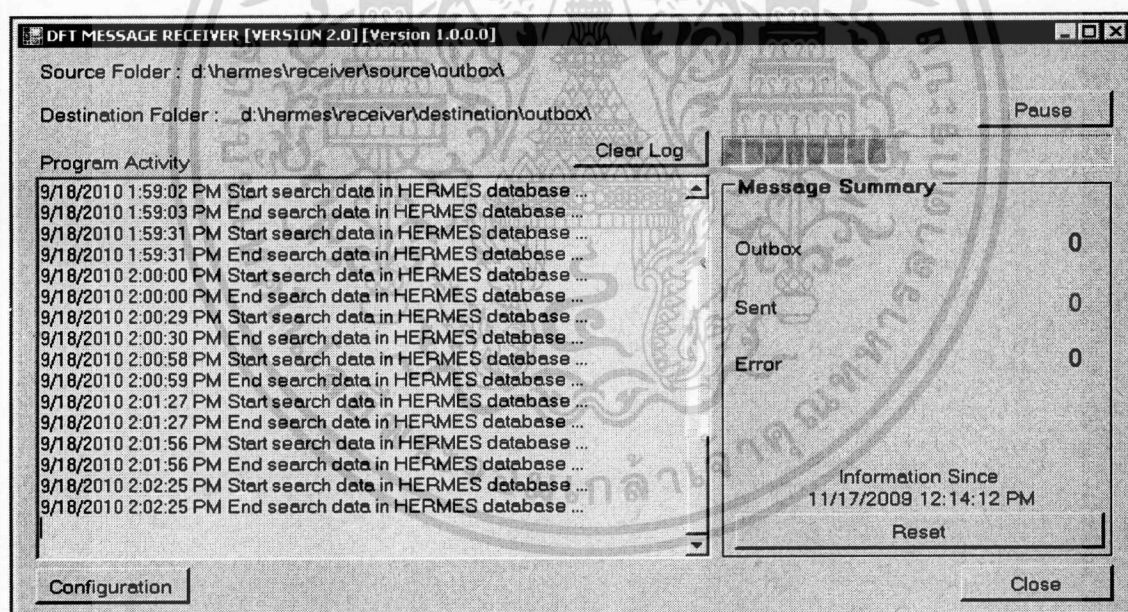 DFT MESSAGE RECEIVER [VERSION 2.0] [Version 1.0.0.0]
Source Folder : d:\hermes\receiver\source\outbox\
Destination Folder : d:\hermes\receiver\destination\outbox\
Pause
Program Activity
Clear Log
9/18/2010 1:59:02 PM Start search data in HERMES database ...
9/18/2010 1:59:03 PM End search data in HERMES database ...
9/18/2010 1:59:31 PM Start search data in HERMES database ...
9/18/2010 1:59:31 PM End search data in HERMES database ...
9/18/2010 2:00:00 PM Start search data in HERMES database ...
9/18/2010 2:00:00 PM End search data in HERMES database ...
9/18/2010 2:00:29 PM Start search data in HERMES database ...
9/18/2010 2:00:30 PM End search data in HERMES database ...
9/18/2010 2:00:58 PM Start search data in HERMES database ...
9/18/2010 2:00:59 PM End search data in HERMES database ...
9/18/2010 2:01:27 PM Start search data in HERMES database ...
9/18/2010 2:01:27 PM End search data in HERMES database ...
9/18/2010 2:01:56 PM Start search data in HERMES database ...
9/18/2010 2:01:56 PM End search data in HERMES database ...
9/18/2010 2:02:25 PM Start search data in HERMES database ...
9/18/2010 2:02:25 PM End search data in HERMES database ...
Message Summary
Outbox 0
Sent 0
Error 0
Information Since
11/17/2009 12:14:12 PM
Reset
Configuration
Close